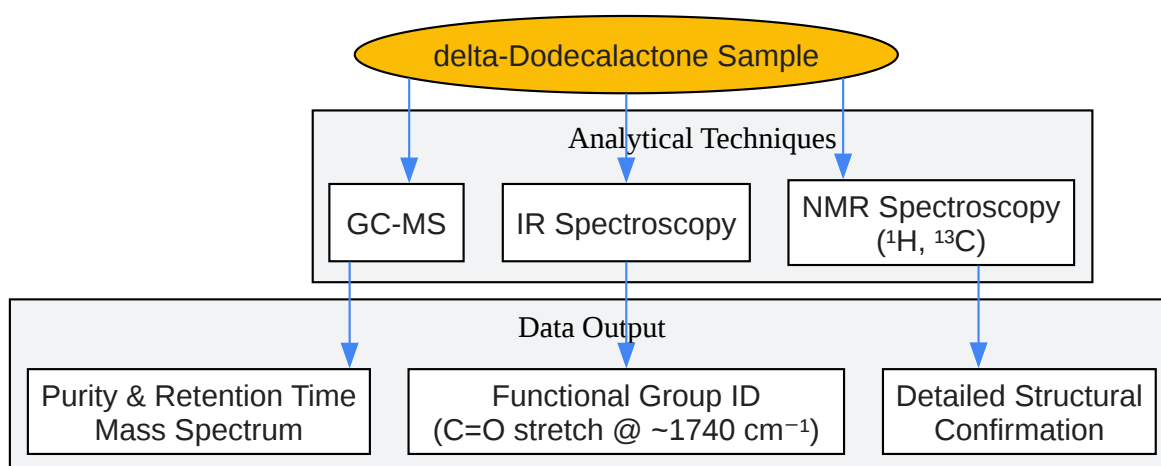 delta-Dodecalactone Sample
Analytical Techniques
GC-MS
IR Spectroscopy
NMR Spectroscopy
(¹H, ¹³C)
Data Output
Purity & Retention Time
Mass Spectrum
Functional Group ID
(C=O stretch @ ~1740 cm⁻¹)
Detailed Structural
Confirmation